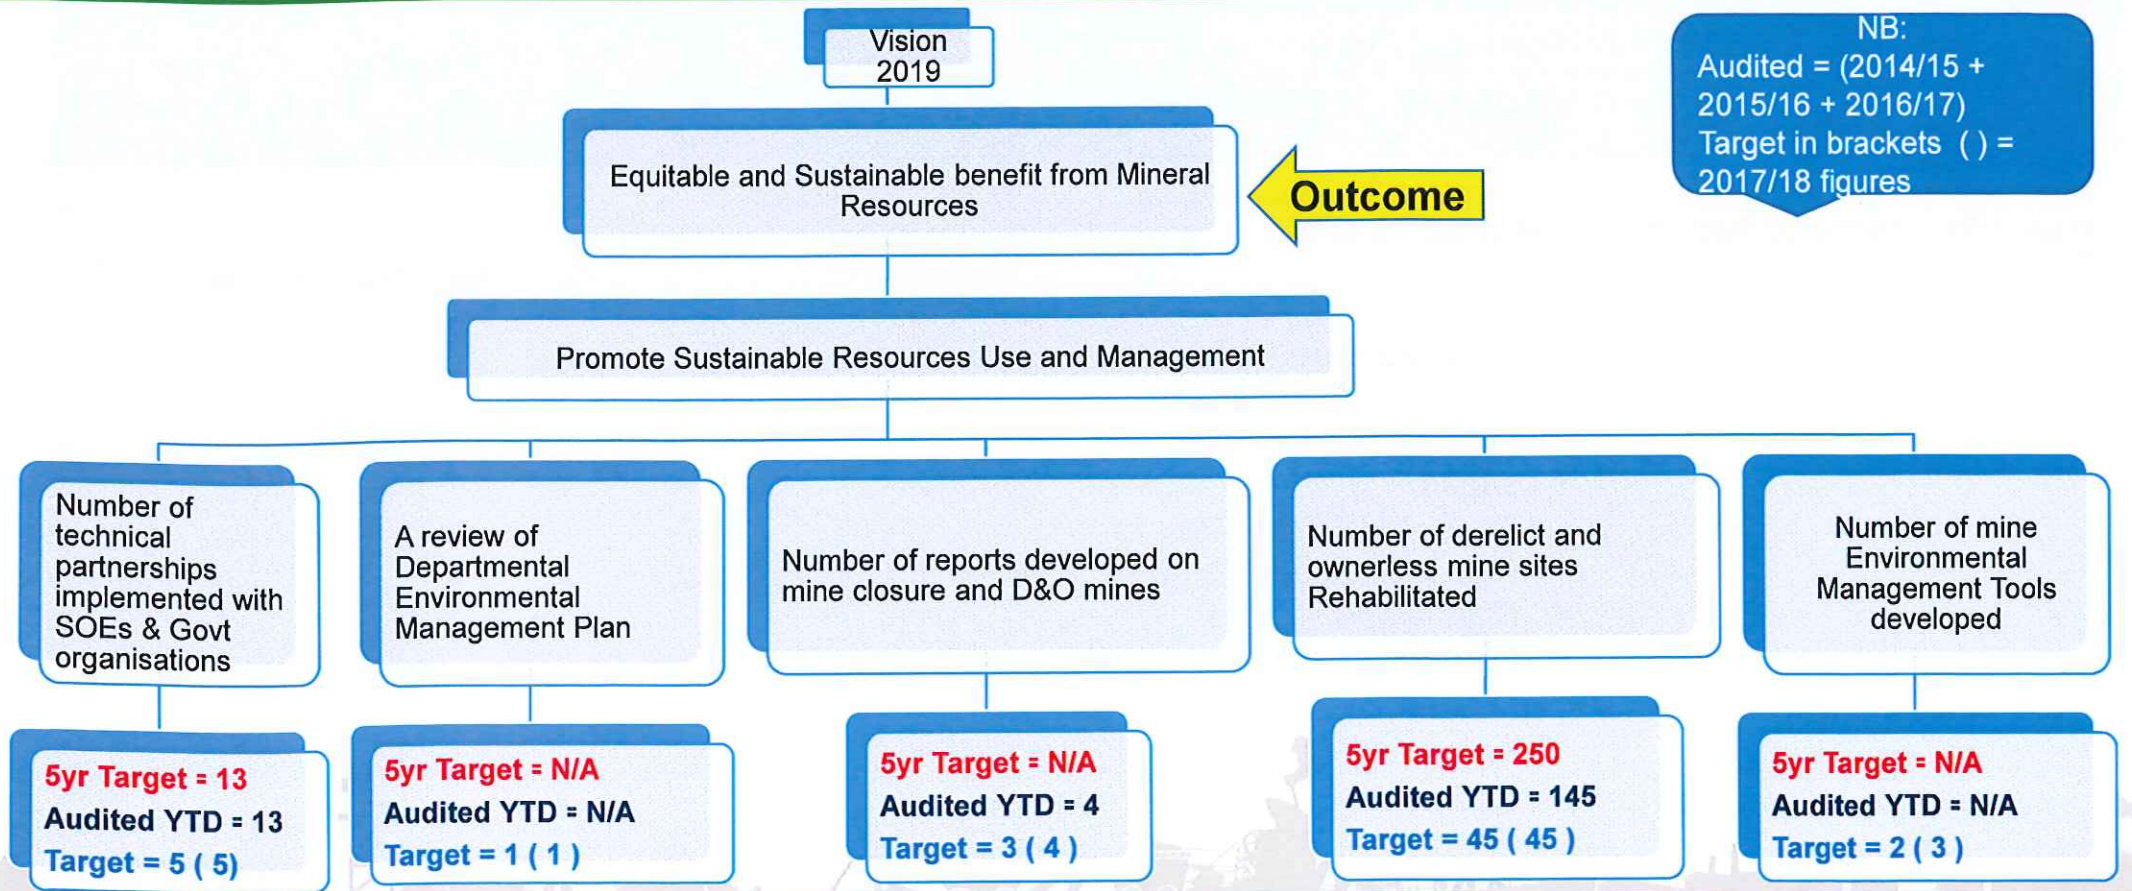 Vision
2019
NB:
Audited = (2014/15 +
2015/16 + 2016/17)
Target in brackets ( ) =
2017/18 figures
Equitable and Sustainable benefit from Mineral
Resources
Outcome
Promote Sustainable Resources Use and Management
Number of
technical
partnerships
implemented with
SOEs & Govt
organisations
A review of
Departmental
Environmental
Management Plan
Number of reports developed on
mine closure and D&O mines
Number of derelict and
ownerless mine sites
Rehabilitated
Number of mine
Environmental
Management Tools
developed
5yr Target = 13
Audited YTD = 13
Target = 5 ( 5)
5yr Target = N/A
Audited YTD = N/A
Target = 1 ( 1 )
5yr Target = N/A
Audited YTD = 4
Target = 3 ( 4 )
5yr Target = 250
Audited YTD = 145
Target = 45 ( 45 )
5yr Target = N/A
Audited YTD = N/A
Target = 2 ( 3 )